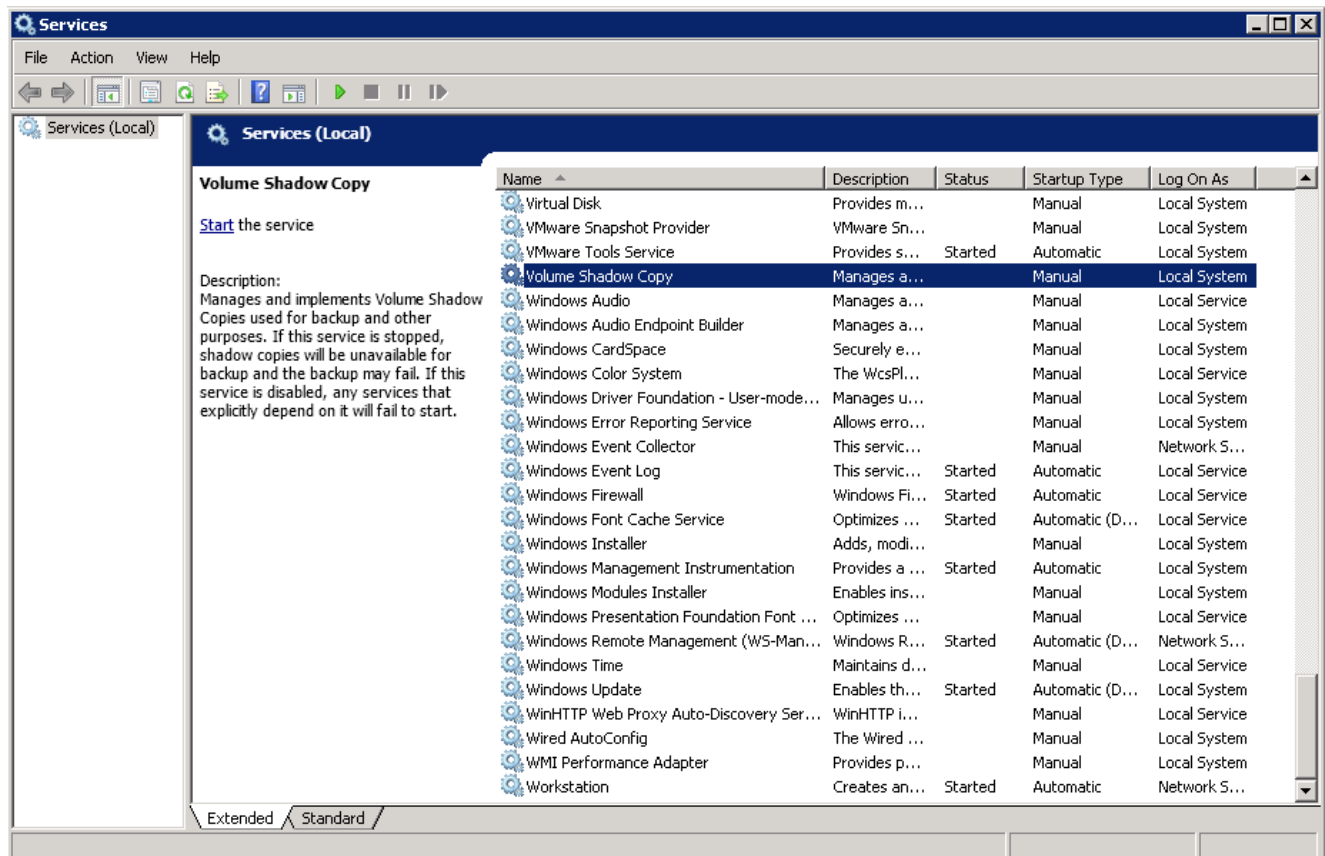 Services
File Action View Help
Services (Local)
Services (Local)
Volume Shadow Copy
Start the service
Description:
Manages and implements Volume Shadow
Copies used for backup and other
purposes. If this service is stopped,
shadow copies will be unavailable for
backup and the backup may fail. If this
service is disabled, any services that
explicitly depend on it will fail to start.
Name Description Status Startup Type Log On As
Virtual Disk Provides m... Manual Local System
VMware Snapshot Provider VMware Sn... Manual Local System
VMware Tools Service Provides s... Started Automatic Local System
Volume Shadow Copy Manages a... Manual Local System
Windows Audio Manages a... Manual Local Service
Windows Audio Endpoint Builder Manages a... Manual Local System
Windows CardSpace Securely e... Manual Local System
Windows Color System The WcsPl... Manual Local Service
Windows Driver Foundation - User-mode... Manages u... Manual Local System
Windows Error Reporting Service Allows erro... Manual Local System
Windows Event Collector This servic... Manual Network S...
Windows Event Log This servic... Started Automatic Local Service
Windows Firewall Windows Fi... Started Automatic Local Service
Windows Font Cache Service Optimizes ... Started Automatic (D... Local Service
Windows Installer Adds, modi... Manual Local System
Windows Management Instrumentation Provides a ... Started Automatic Local System
Windows Modules Installer Enables ins... Manual Local System
Windows Presentation Foundation Font ... Optimizes ... Manual Local Service
Windows Remote Management (WS-Man... Windows R... Started Automatic (D... Network S...
Windows Time Maintains d... Manual Local Service
Windows Update Enables th... Started Automatic (D... Local System
WinHTTP Web Proxy Auto-Discovery Ser... WinHTTP i... Manual Local Service
Wired AutoConfig The Wired ... Manual Local System
WMI Performance Adapter Provides p... Manual Local System
Workstation Creates an... Started Automatic Network S...
Extended Standard